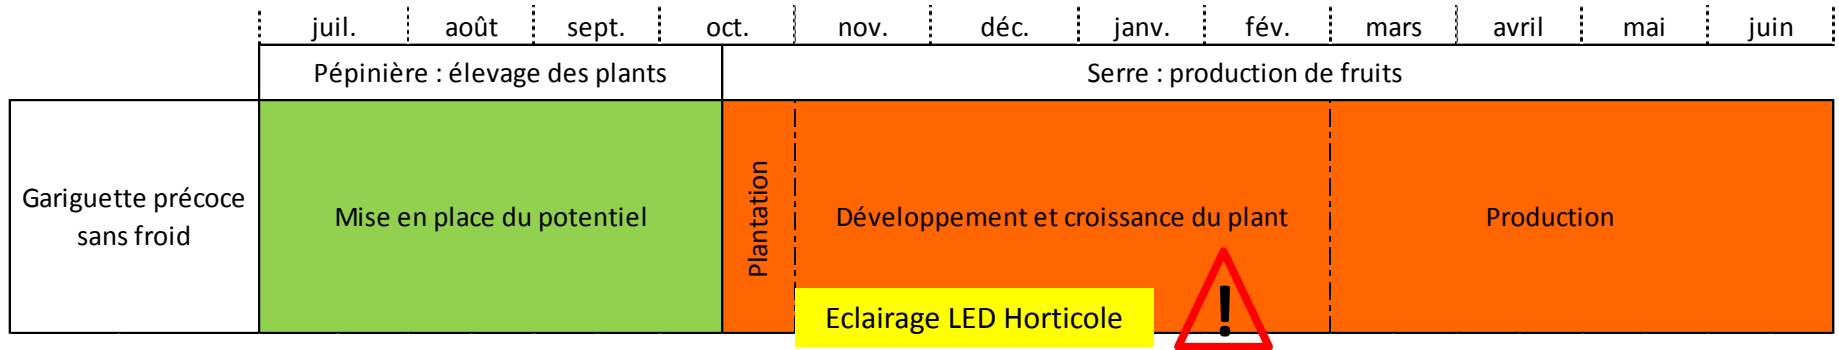 juil. août sept. oct. nov. déc. janv. fév. mars avril mai juin
Pépinière : élevage des plants Serre : production de fruits
Gariguette précoce
sans froid
Mise en place du potentiel
Plantation
Développement et croissance du plant
Production
Eclairage LED Horticole
!